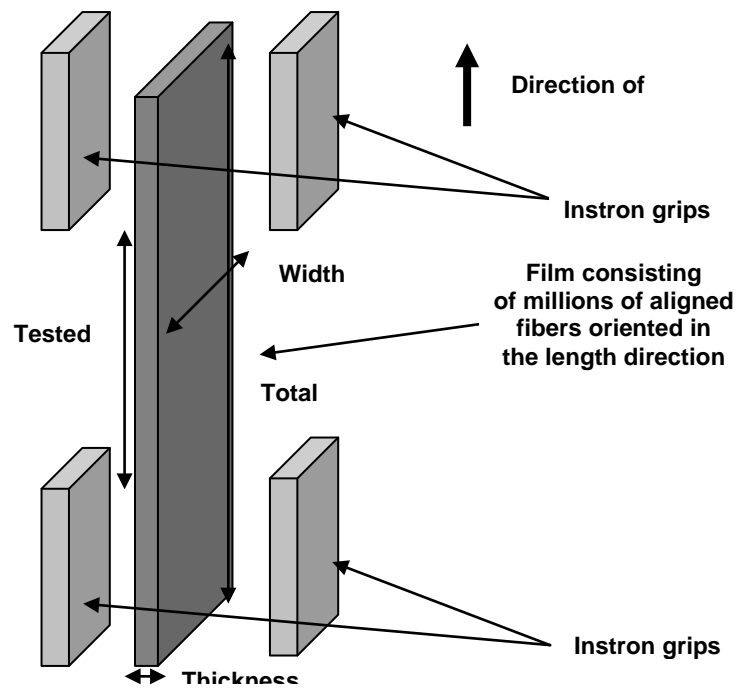 Direction of
Instron grips
Width
Film consisting
of millions of aligned
fibers oriented in
the length direction
Tested
Total
Instron grips
Thickness